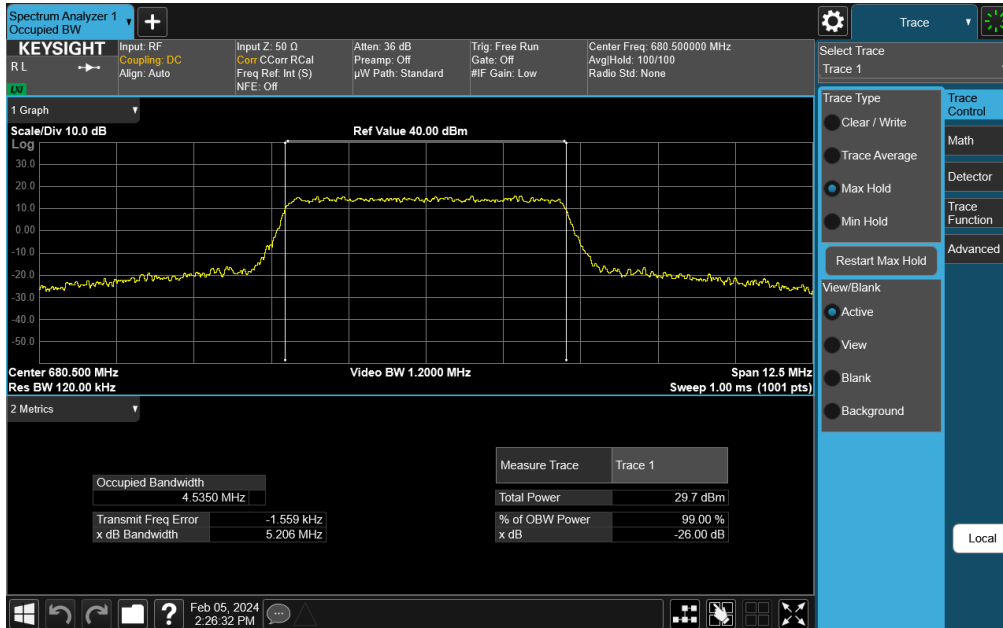 Spectrum Analyzer 1
Occupied BW
Trace
KEYSIGHT
R L
LXI
Input: RF
Coupling: DC
Align: Auto
Input Z: 50 Ω
Corr CCorr RCal
Freq Ref: Int (S)
NFE: Off
Atten: 36 dB
Preamp: Off
µW Path: Standard
Trig: Free Run
Gate: Off
#IF Gain: Low
Center Freq: 680.500000 MHz
Avg|Hold: 100/100
Radio Std: None
Select Trace
Trace 1
1 Graph
Scale/Div 10.0 dB
Ref Value 40.00 dBm
Log
30.0
20.0
10.0
0.00
-10.0
-20.0
-30.0
-40.0
-50.0
Center 680.500 MHz
Video BW 1.2000 MHz
Span 12.5 MHz
Res BW 120.00 kHz
Sweep 1.00 ms (1001 pts)
Trace Type
Clear / Write
Trace Average
Max Hold
Min Hold
Restart Max Hold
View/Blank
Active
View
Blank
Background
Trace
Control
Math
Detector
Trace
Function
Advanced
Local
2 Metrics
Measure Trace Trace 1
Occupied Bandwidth
4.5350 MHz
Total Power 29.7 dBm
Transmit Freq Error -1.559 kHz
% of OBW Power 99.00 %
x dB Bandwidth 5.206 MHz
x dB -26.00 dB
?
Feb 05, 2024
2:26:32 PM